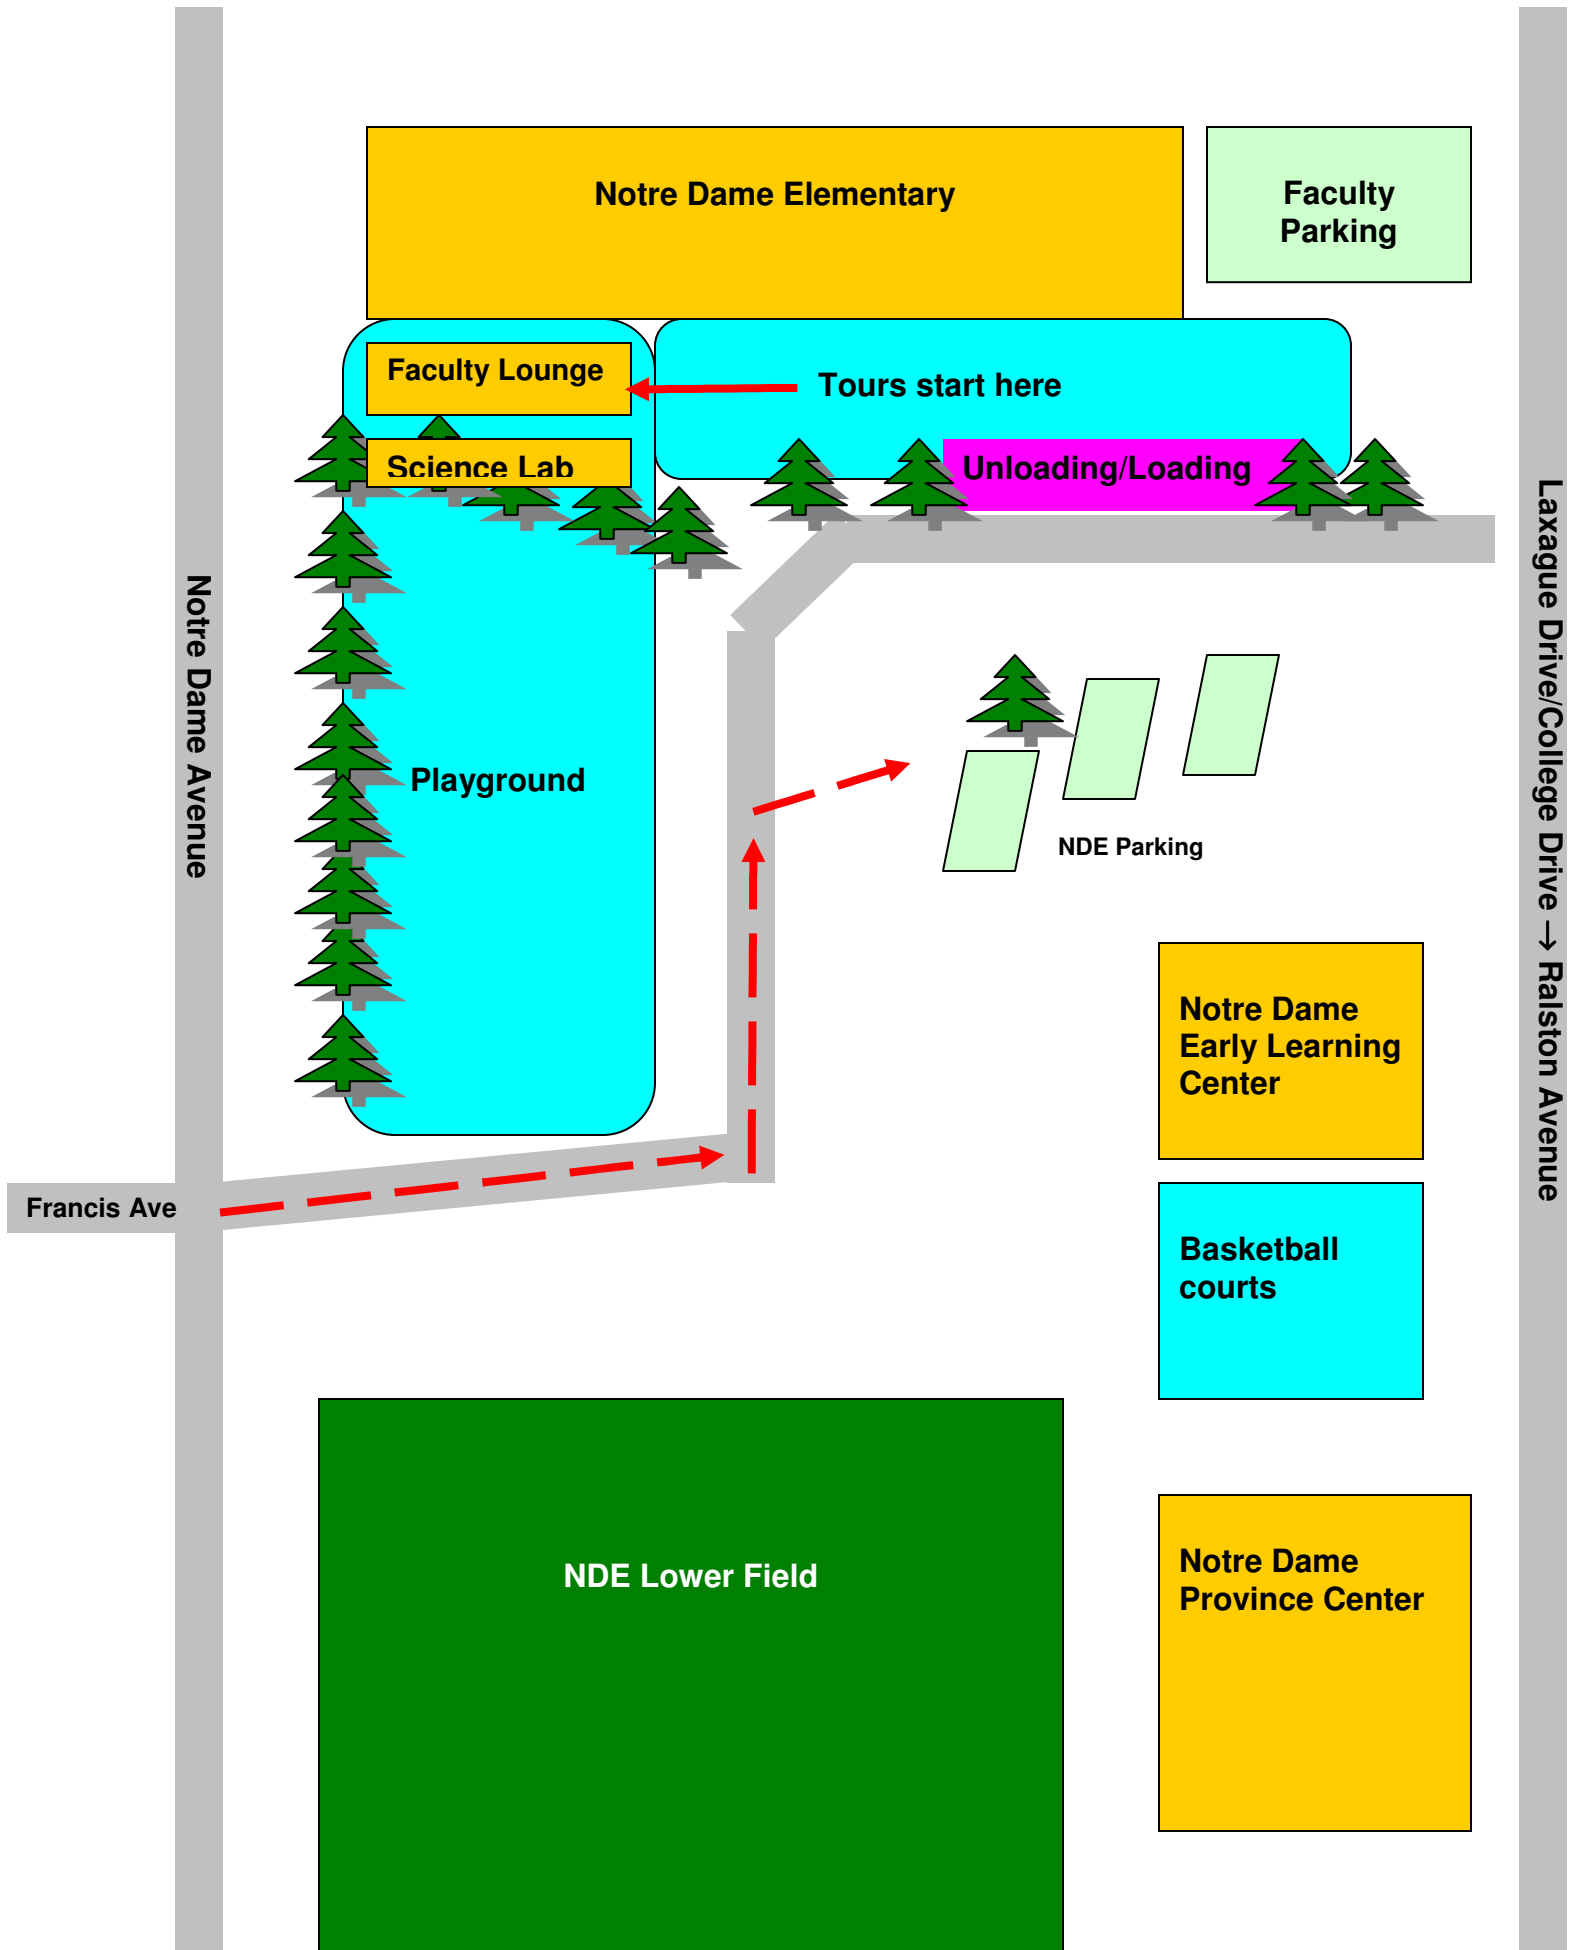 Notre Dame Elementary
Faculty
Parking
Faculty Lounge
Tours start here
Science Lab
Unloading/Loading
Notre Dame Avenue
Laxague Drive/College Drive → Ralston Avenue
Playground
NDE Parking
Notre Dame
Early Learning
Center
Francis Ave
Basketball
courts
NDE Lower Field
Notre Dame
Province Center